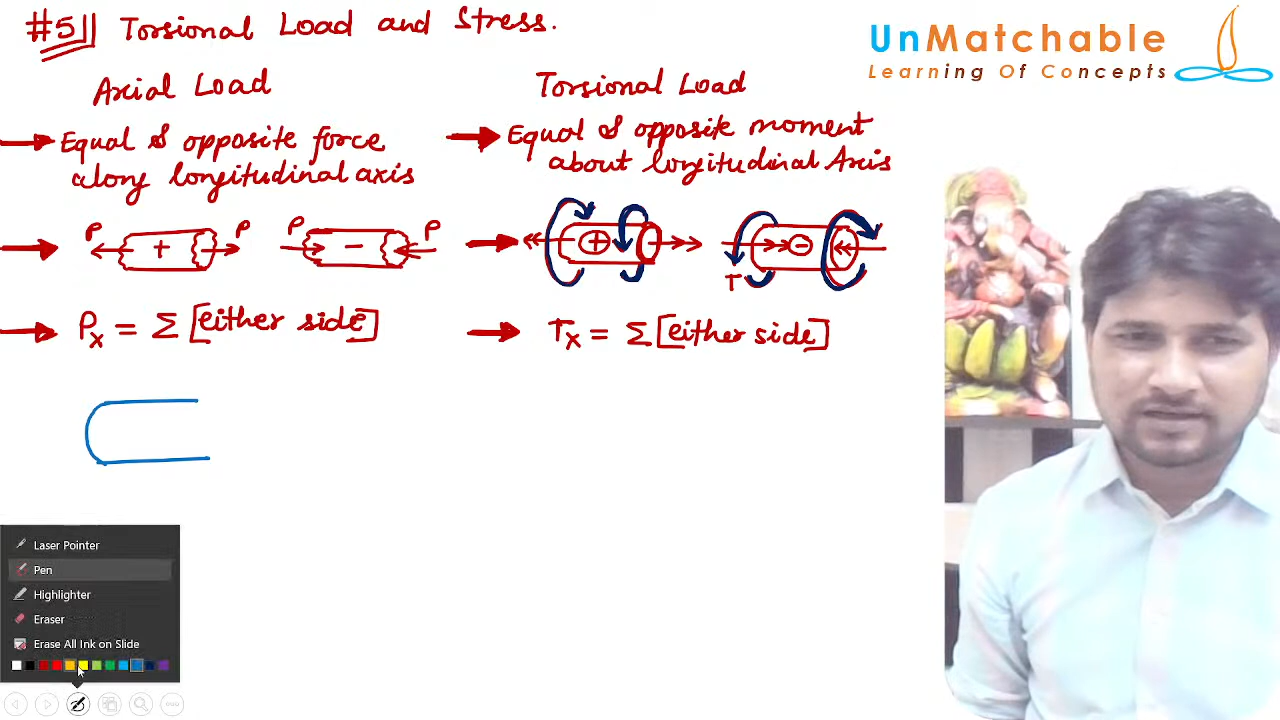 #5 Torsional Load and Stress.
UnMatchable
Learning Of Concepts
Axial Load
Equal & opposite force
along longitudinal axis
P P P P
+ -
Px = Σ [either side]
Torsional Load
Equal & opposite moment
about longitudinal Axis
+ -
T
Tx = Σ [either side]
Laser Pointer
Pen
Highlighter
Eraser
Erase All Ink on Slide